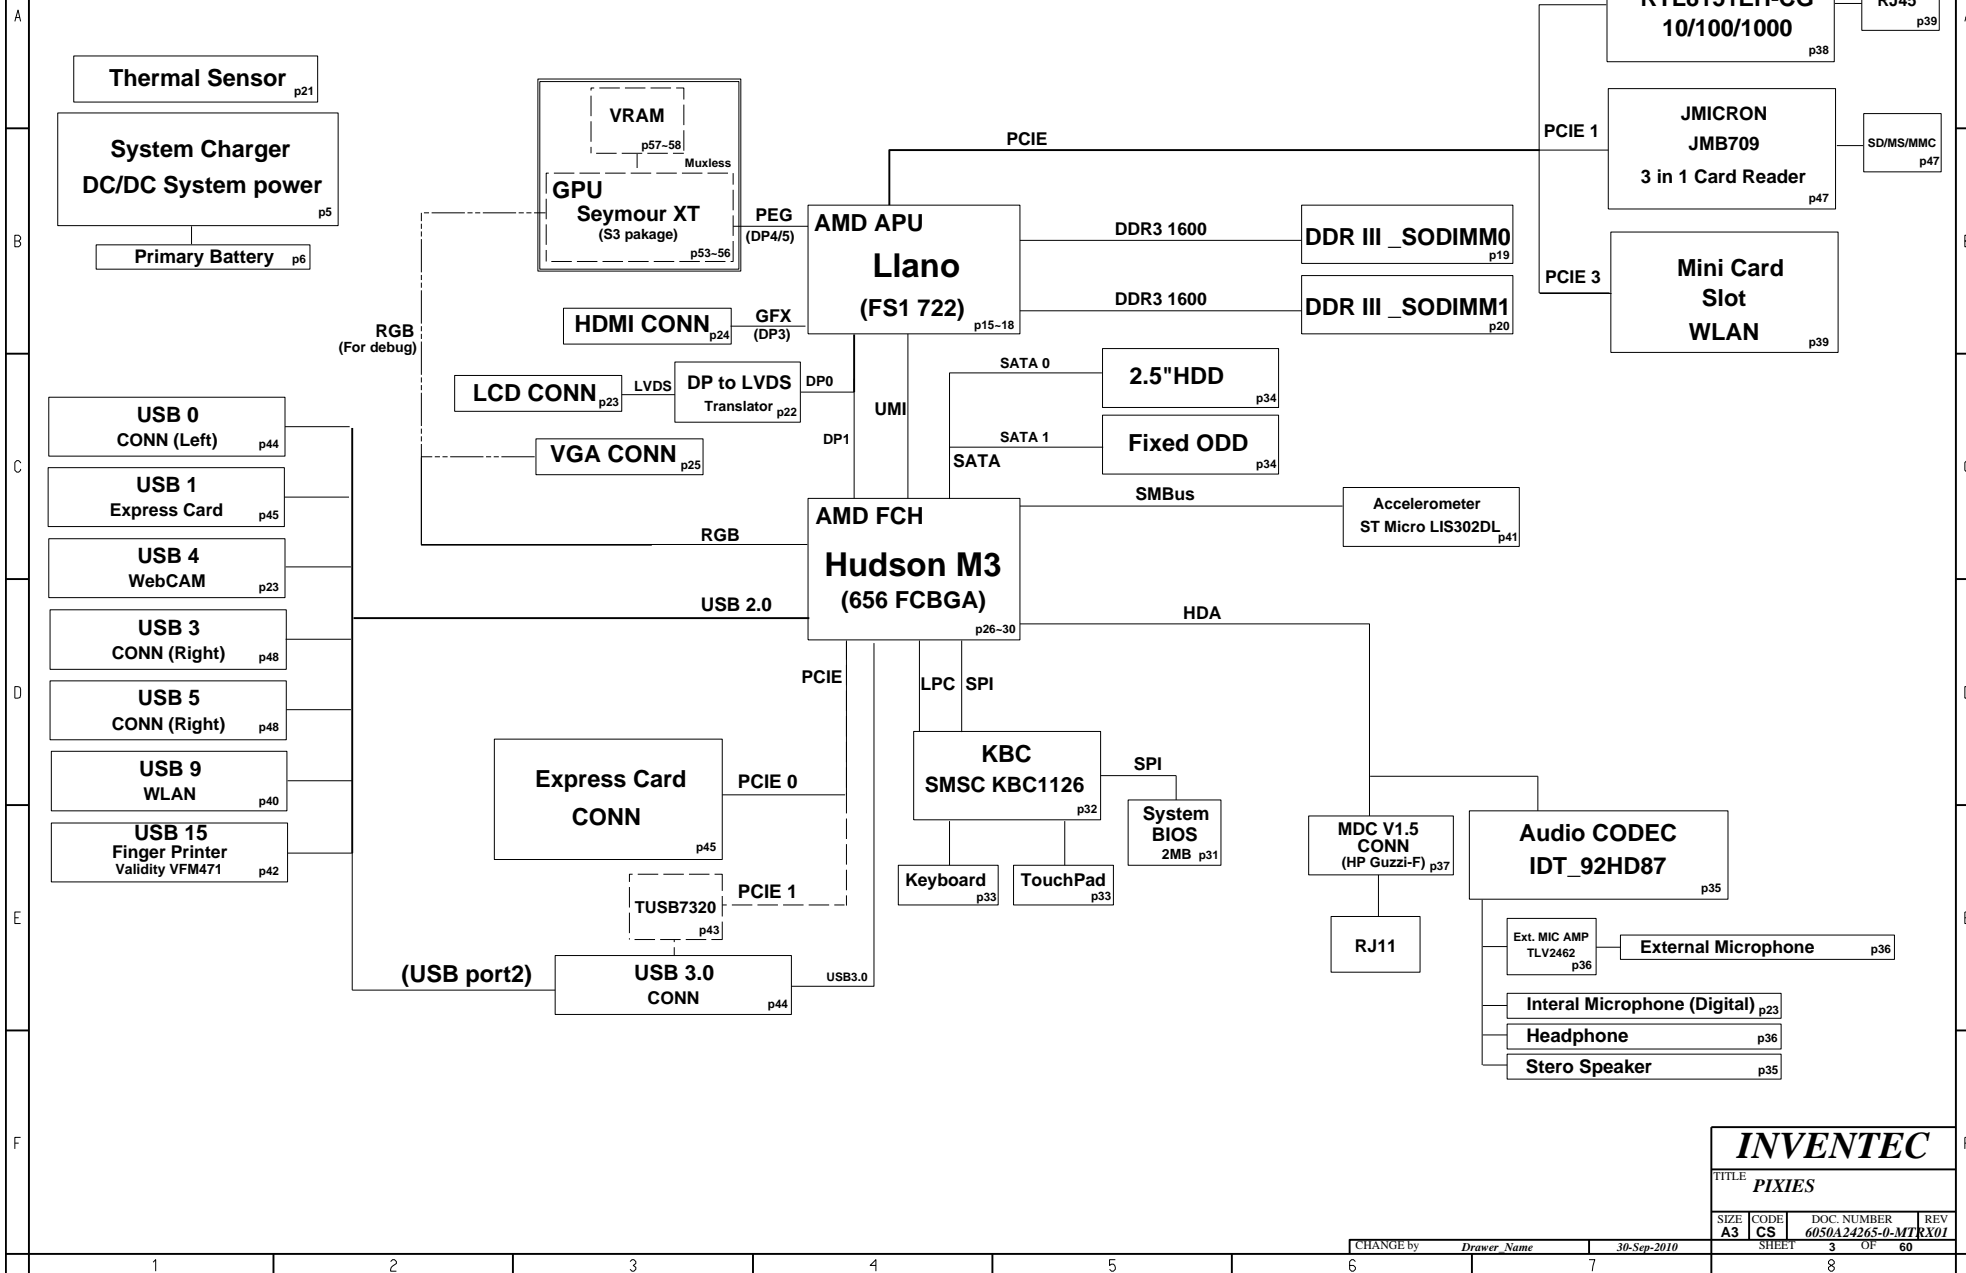 A
10/100/1000
p38
p39
Thermal Sensor p21
System Charger
DC/DC System power
p5
Primary Battery p6
VRAM
p57~58
Muxless
GPU
Seymour XT
(S3 pakage)
p53~56
PEG
(DP4/5)
AMD APU
Llano
(FS1 722)
p15~18
PCIE
PCIE 1
JMICRON
JMB709
3 in 1 Card Reader
p47
SD/MS/MMC
p47
DDR3 1600
DDR III _SODIMM0
p19
DDR3 1600
DDR III _SODIMM1
p20
PCIE 3
Mini Card
Slot
WLAN
p39
B
HDMI CONN p24
GFX
(DP3)
RGB
(For debug)
LCD CONN p23
LVDS
DP to LVDS
Translator p22
DP0
DP1
UMI
SATA 0
2.5"HDD
p34
SATA 1
Fixed ODD
p34
SATA
VGA CONN p25
C
USB 0
CONN (Left) p44
USB 1
Express Card p45
USB 4
WebCAM p23
USB 3
CONN (Right) p48
USB 5
CONN (Right) p48
USB 9
WLAN p40
USB 15
Finger Printer
Validity VFM471 p42
RGB
USB 2.0
AMD FCH
Hudson M3
(656 FCBGA)
p26~30
SMBus
Accelerometer
ST Micro LIS302DL p41
HDA
D
PCIE
LPC
SPI
Express Card
CONN
p45
PCIE 0
KBC
SMSC KBC1126
p32
SPI
System
BIOS
2MB p31
Keyboard
p33
TouchPad
p33
MDC V1.5
CONN
(HP Guzzi-F) p37
RJ11
Audio CODEC
IDT_92HD87
p35
E
TUSB7320
p43
PCIE 1
(USB port2)
USB 3.0
CONN
p44
USB3.0
Ext. MIC AMP
TLV2462
p36
External Microphone p36
Interal Microphone (Digital) p23
Headphone p36
Stero Speaker p35
F
INVENTEC
TITLE PIXIES
SIZE CODE DOC. NUMBER REV
A3 CS 6050A24265-0-MTRX01
CHANGE by Drawer_Name 30-Sep-2010 SHEET 3 OF 60
1 2 3 4 5 6 7 8